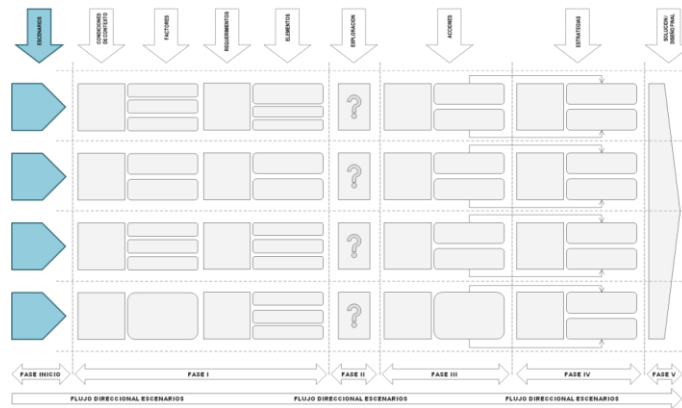 ESCENARIOS
CONDICIONES
DE CONTEXTO
FACTORES
REQUERIMIENTOS
ELEMENTOS
EXPLORACION
ACCIONES
ESTRATEGIAS
SOLUCION/
DISEÑO FINAL
?
?
?
?
FASE INICIO
FASE I
FASE II
FASE III
FASE IV
FASE V
FLUJO DIRECCIONAL ESCENARIOS
FLUJO DIRECCIONAL ESCENARIOS
FLUJO DIRECCIONAL ESCENARIOS